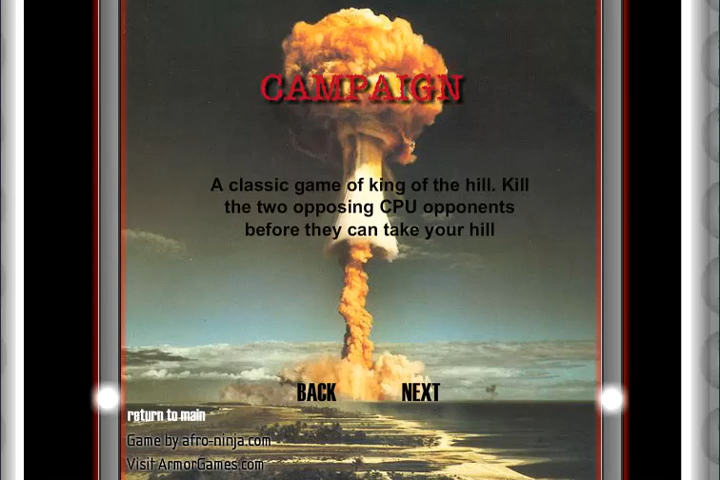 CAMPAIGN
A classic game of king of the hill. Kill
the two opposing CPU opponents
before they can take your hill
BACK NEXT
return to main
Game by afro-ninja.com
Visit ArmorGames.com